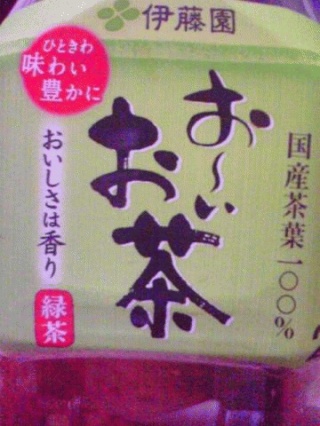 伊藤園
ひときわ
味わい
豊かに
お〜い
お茶
国産茶葉一〇〇%
おいしさは香り
緑茶